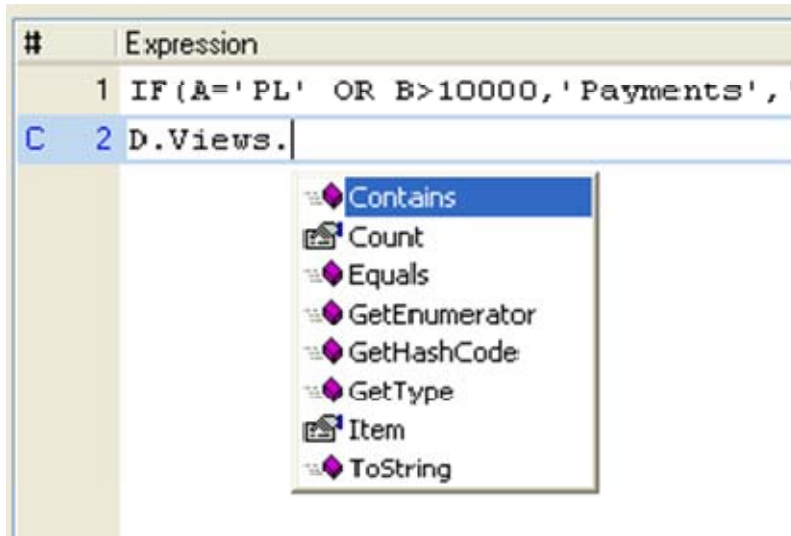 # Expression
1 IF(A='PL' OR B>10000,'Payments','
C 2 D.Views.
Contains
Count
Equals
GetEnumerator
GetHashCode
GetType
Item
ToString